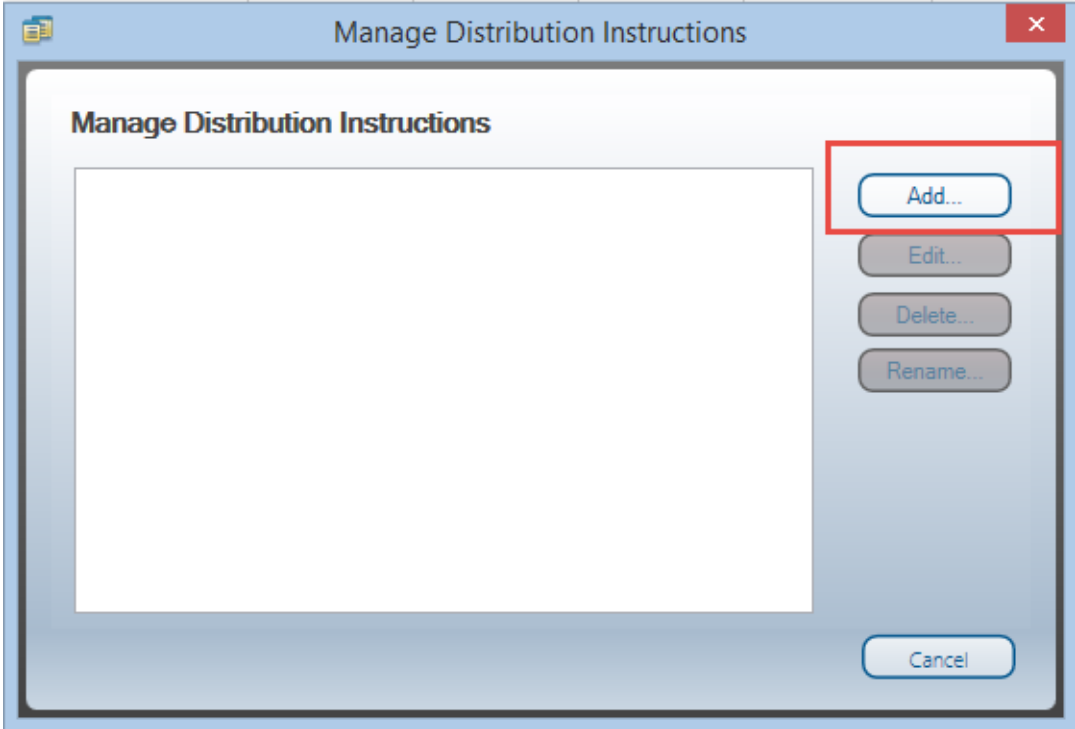 Manage Distribution Instructions
Manage Distribution Instructions
Add...
Edit...
Delete...
Rename...
Cancel